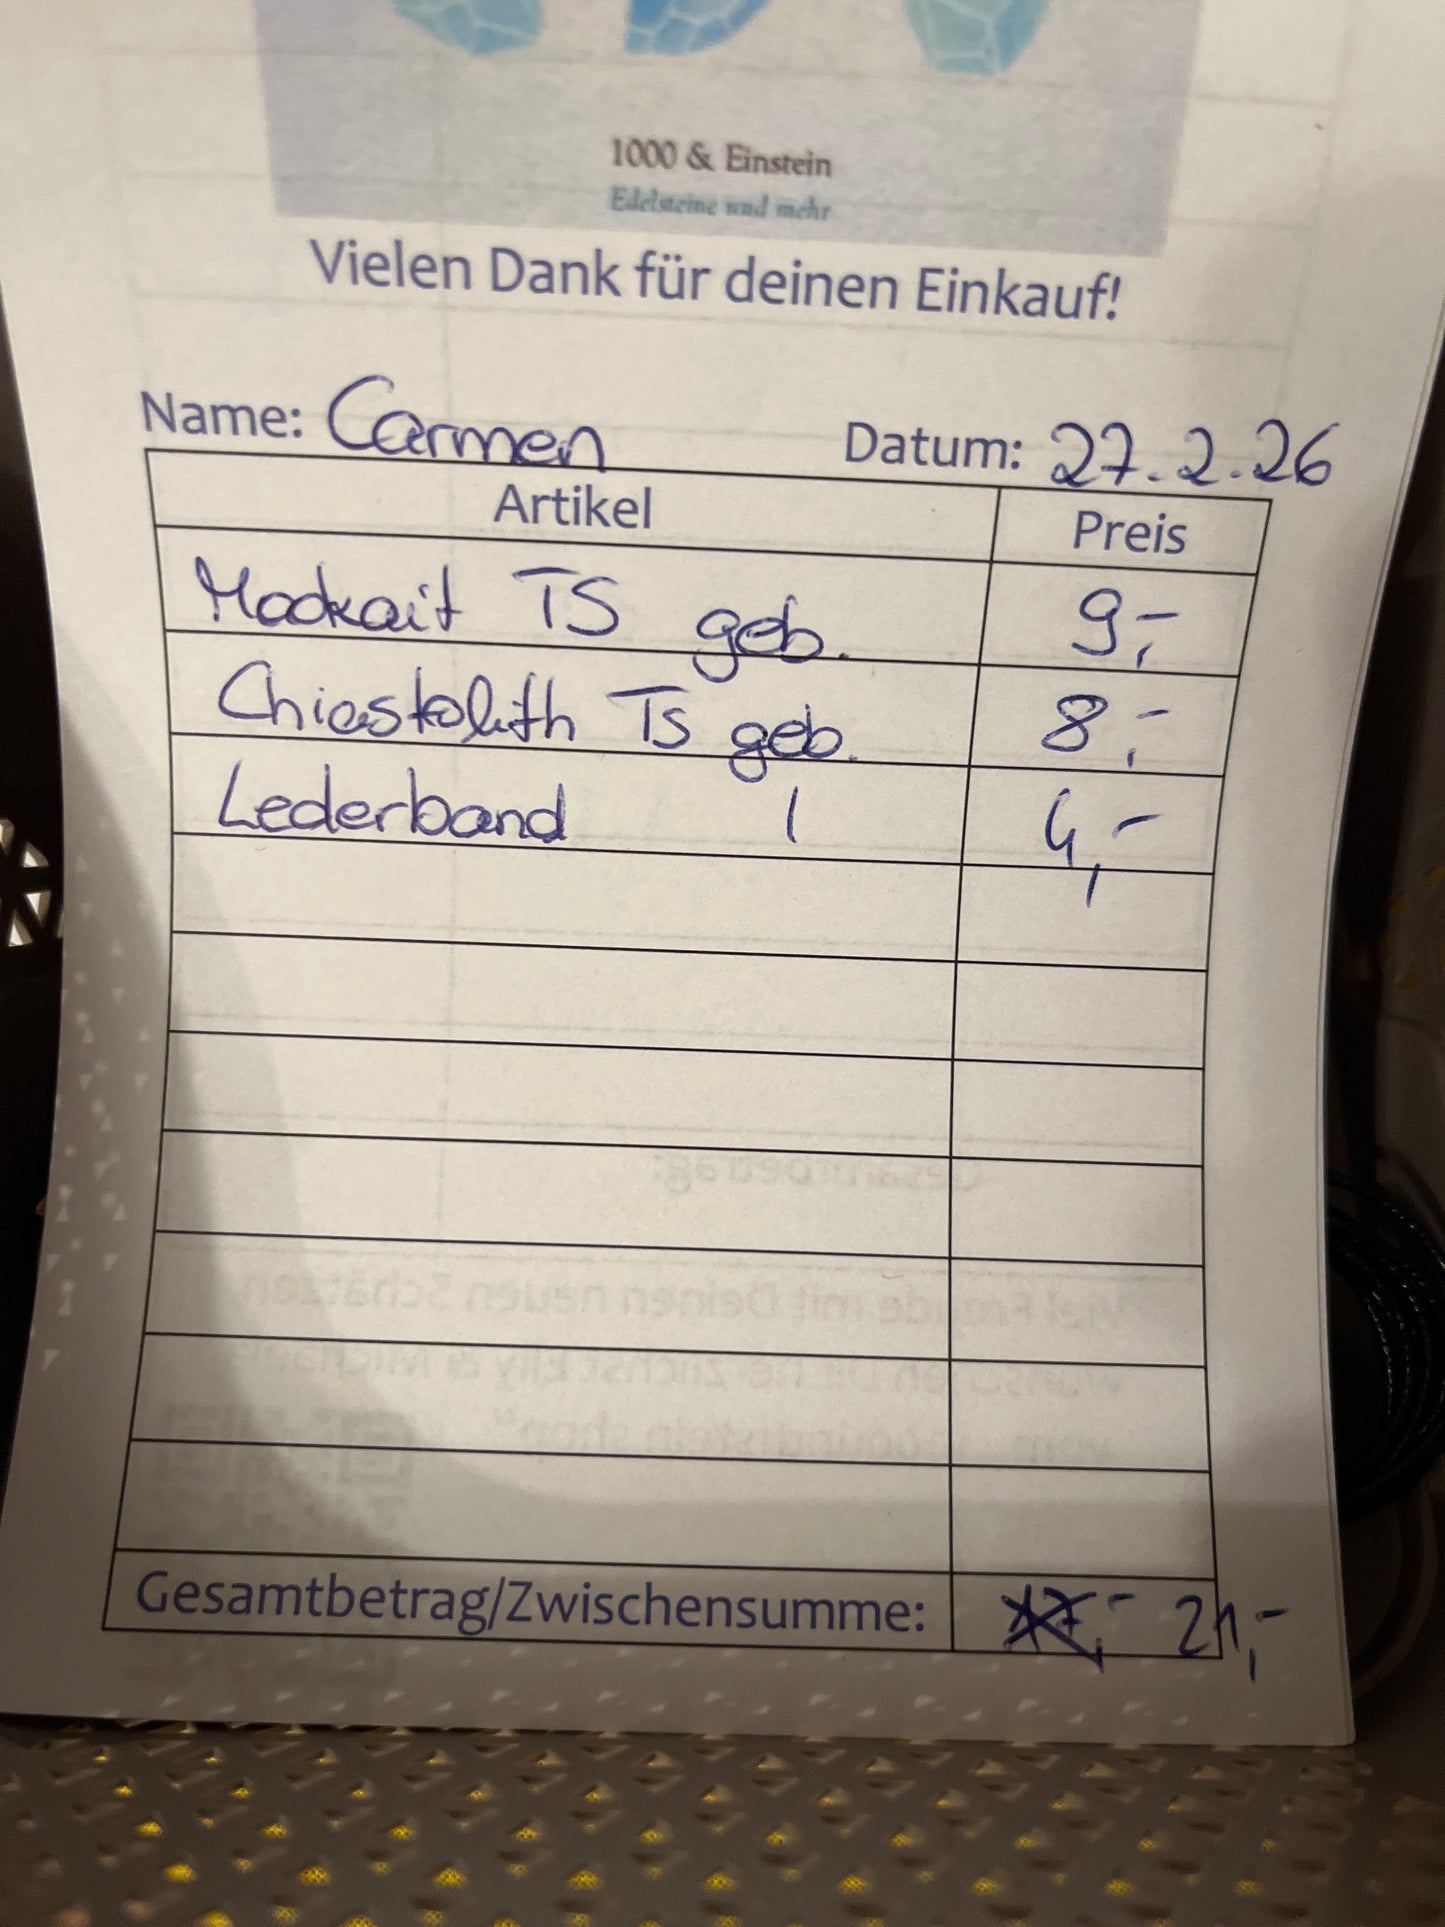 1000 & Einstein
Edelsteine und mehr
Vielen Dank für deinen Einkauf!
Name: Carmen Datum: 27.2.26
Artikel Preis
Mookait TS geb. 9,-
Chiastolith TS geb. 8,-
Lederband 1 4,-
Gesamtbetrag/Zwischensumme: 17,- 21,-